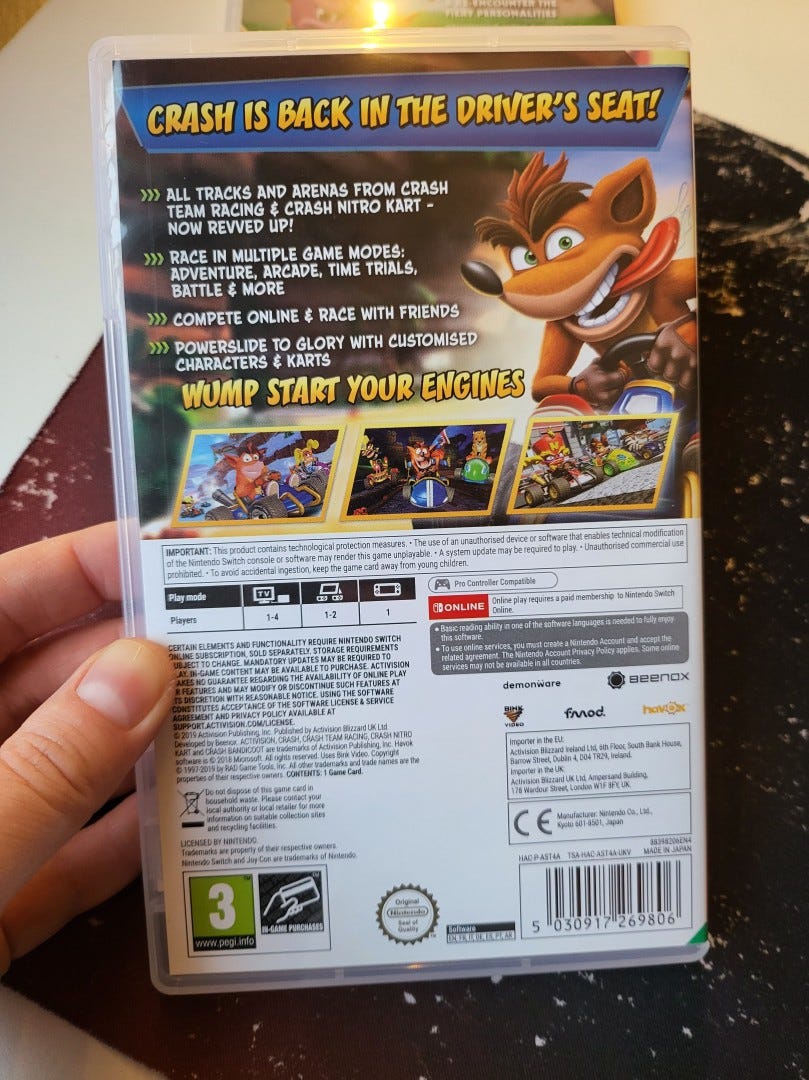 RE-ENCOUNTER THE
FIERY PERSONALITIES
CRASH IS BACK IN THE DRIVER'S SEAT!
ALL TRACKS AND ARENAS FROM CRASH
TEAM RACING & CRASH NITRO KART -
NOW REVVED UP!
RACE IN MULTIPLE GAME MODES:
ADVENTURE, ARCADE, TIME TRIALS,
BATTLE & MORE
COMPETE ONLINE & RACE WITH FRIENDS
POWERSLIDE TO GLORY WITH CUSTOMISED
CHARACTERS & KARTS
WUMP START YOUR ENGINES
IMPORTANT: This product contains technological protection measures. • The use of an unauthorised device or software that enables technical modification
of the Nintendo Switch console or software may render this game unplayable. • A system update may be required to play. • Unauthorised commercial use
prohibited. • To avoid accidental ingestion, keep the game card away from young children.
Play mode
TV
Players
1-4
1-2
1
Pro Controller Compatible
ONLINE
Online play requires a paid membership to Nintendo Switch
Online.
• Basic reading ability in one of the software languages is needed to fully enjoy
this software.
• To use online services, you must create a Nintendo Account and accept the
related agreement. The Nintendo Account Privacy Policy applies. Some online
services may not be available in all countries.
CERTAIN ELEMENTS AND FUNCTIONALITY REQUIRE NINTENDO SWITCH
ONLINE SUBSCRIPTION, SOLD SEPARATELY. STORAGE REQUIREMENTS
UBJECT TO CHANGE. MANDATORY UPDATES MAY BE REQUIRED TO
LAY. IN-GAME CONTENT MAY BE AVAILABLE TO PURCHASE. ACTIVISION
AKES NO GUARANTEE REGARDING THE AVAILABILITY OF ONLINE PLAY
R FEATURES AND MAY MODIFY OR DISCONTINUE SUCH FEATURES AT
TS DISCRETION WITH REASONABLE NOTICE. USING THE SOFTWARE
CONSTITUTES ACCEPTANCE OF THE SOFTWARE LICENSE & SERVICE
AGREEMENT AND PRIVACY POLICY AVAILABLE AT
SUPPORT.ACTIVISION.COM/LICENSE.
© 2019 Activision Publishing, Inc. Published by Activision Blizzard UK Ltd.
Developed by Beenox. ACTIVISION, CRASH, CRASH TEAM RACING, CRASH NITRO
KART and CRASH BANDICOOT are trademarks of Activision Publishing, Inc. Havok
software is © 2018 Microsoft. All rights reserved. Uses Bink Video. Copyright
© 1997-2019 by RAD Game Tools, Inc. All other trademarks and trade names are the
properties of their respective owners. CONTENTS: 1 Game Card.
demonware
BEENOX
BINK
VIDEO
fmod.
havok
Importer in the EU:
Activision Blizzard Ireland Ltd, 6th Floor, South Bank House,
Barrow Street, Dublin 4, D04 TR29, Ireland.
Importer in the UK:
Activision Blizzard UK Ltd, Ampersand Building,
178 Wardour Street, London W1F 8FY, UK.
Do not dispose of this game card in
household waste. Please contact your
local authority or local retailer for more
information on suitable collection sites
and recycling facilities.
CE
Manufacturer: Nintendo Co., Ltd.,
Kyoto 601-8501, Japan
LICENSED BY NINTENDO.
Trademarks are property of their respective owners.
Nintendo Switch and Joy Con are trademarks of Nintendo.
88398206EN4
HAC P AST4A TSA-HAC-AST4A-UKV MADE IN JAPAN
3
www.pegi.info
IN-GAME PURCHASES
Original
Nintendo
Seal of
Quality
Software
5 030917 269806